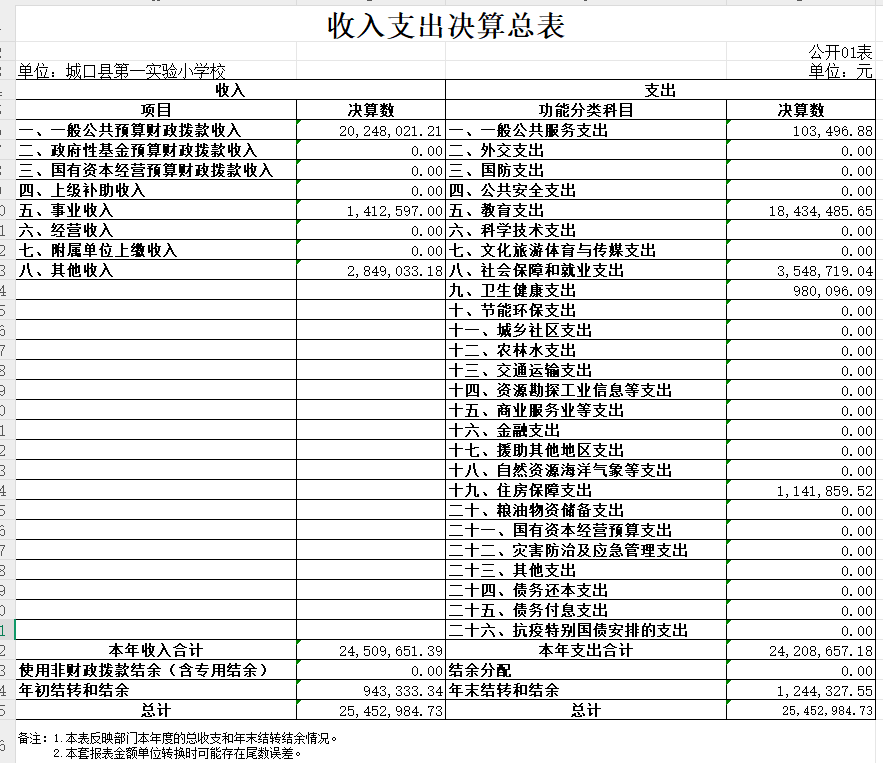 收入支出决算总表
公开01表
单位：城口县第一实验小学校 单位：元
收入 支出
项目 决算数 功能分类科目 决算数
一、一般公共预算财政拨款收入 20,248,021.21 一、一般公共服务支出 103,496.88
二、政府性基金预算财政拨款收入 0.00 二、外交支出 0.00
三、国有资本经营预算财政拨款收入 0.00 三、国防支出 0.00
四、上级补助收入 0.00 四、公共安全支出 0.00
五、事业收入 1,412,597.00 五、教育支出 18,434,485.65
六、经营收入 0.00 六、科学技术支出 0.00
七、附属单位上缴收入 0.00 七、文化旅游体育与传媒支出 0.00
八、其他收入 2,849,033.18 八、社会保障和就业支出 3,548,719.04
九、卫生健康支出 980,096.09
十、节能环保支出 0.00
十一、城乡社区支出 0.00
十二、农林水支出 0.00
十三、交通运输支出 0.00
十四、资源勘探工业信息等支出 0.00
十五、商业服务业等支出 0.00
十六、金融支出 0.00
十七、援助其他地区支出 0.00
十八、自然资源海洋气象等支出 0.00
十九、住房保障支出 1,141,859.52
二十、粮油物资储备支出 0.00
二十一、国有资本经营预算支出 0.00
二十二、灾害防治及应急管理支出 0.00
二十三、其他支出 0.00
二十四、债务还本支出 0.00
二十五、债务付息支出 0.00
二十六、抗疫特别国债安排的支出 0.00
本年收入合计 24,509,651.39 本年支出合计 24,208,657.18
使用非财政拨款结余（含专用结余） 0.00 结余分配 0.00
年初结转和结余 943,333.34 年末结转和结余 1,244,327.55
总计 25,452,984.73 总计 25,452,984.73
备注：1.本表反映部门本年度的总收支和年末结转结余情况。
2.本套报表金额单位转换时可能存在尾数误差。